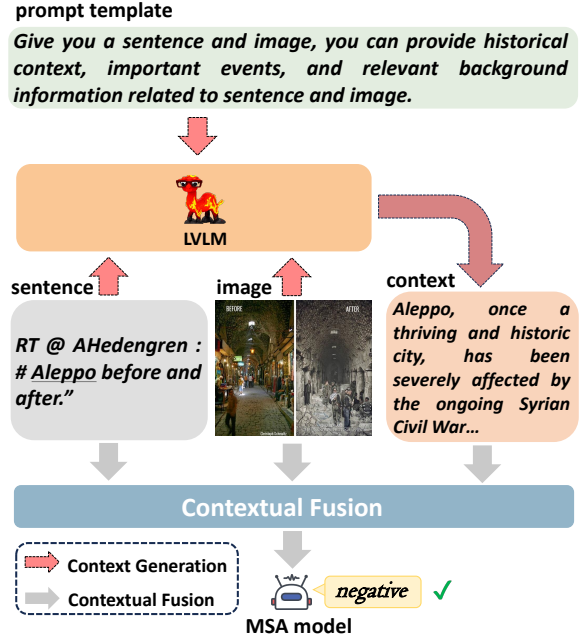 prompt template
Give you a sentence and image, you can provide historical
context, important events, and relevant background
information related to sentence and image.
LVLM
sentence
image
context
RT @ AHedengren :
# Aleppo before and
after.”
BEFORE
AFTER
Aleppo, once a
thriving and historic
city, has been
severely affected by
the ongoing Syrian
Civil War…
Contextual Fusion
Context Generation
Contextual Fusion
negative
MSA model